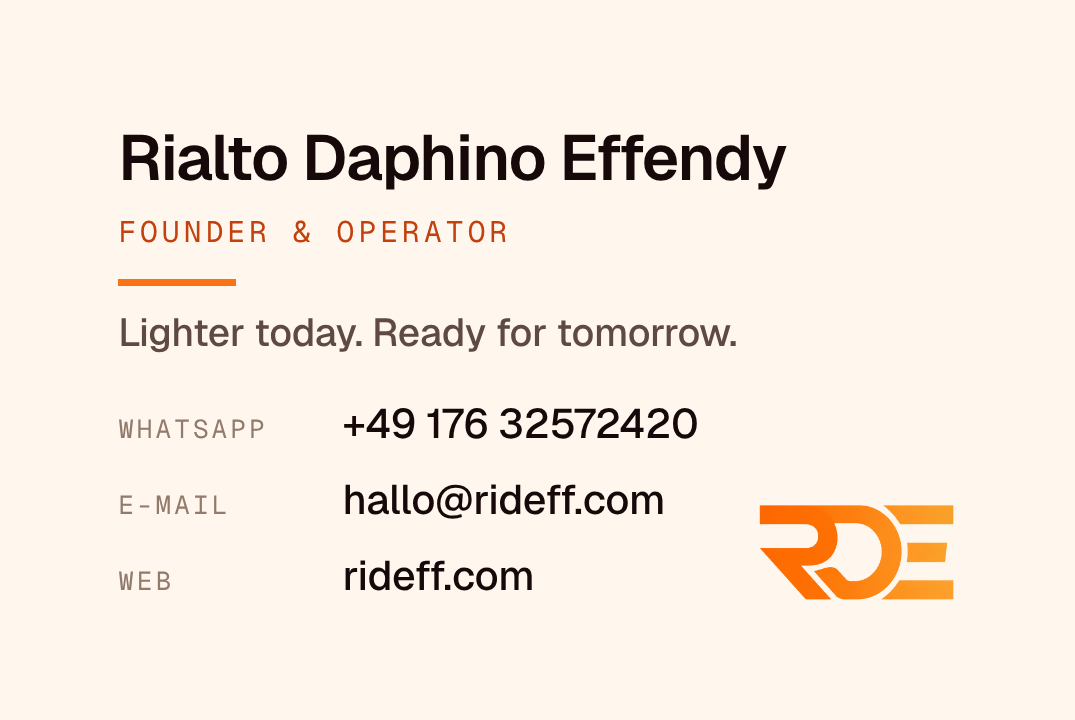 Rialto Daphino Effendy
FOUNDER & OPERATOR
Lighter today. Ready for tomorrow.
WHATSAPP +49 176 32572420
E-MAIL hallo@rideff.com
WEB rideff.com
RDE